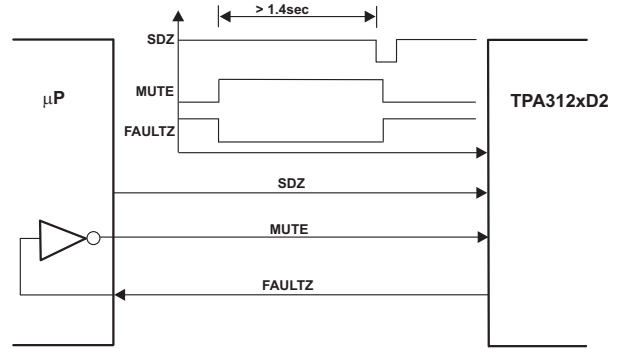 > 1.4sec
SDZ
MUTE
FAULTZ
μP
TPA312xD2
SDZ
MUTE
FAULTZ